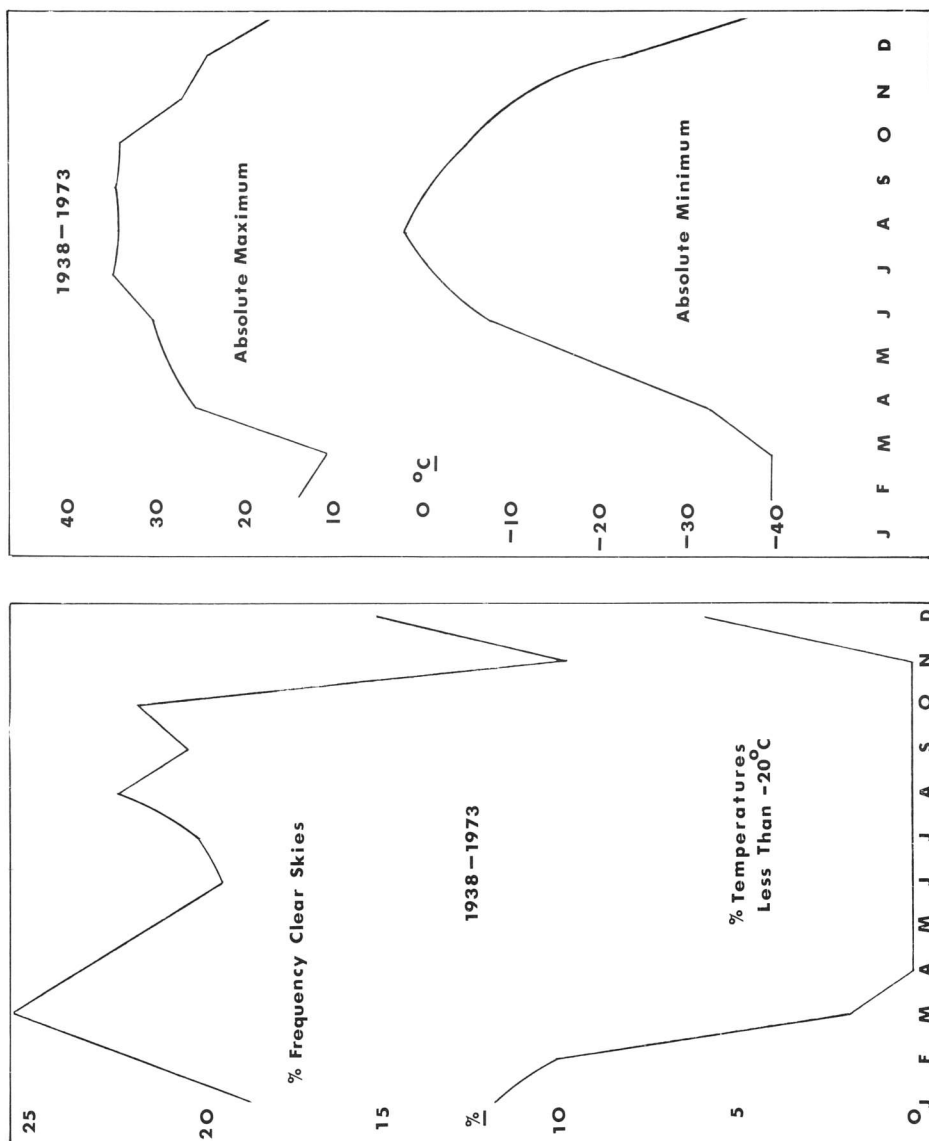 25
% Frequency Clear Skies
20
15
%
1938–1973
10
% Temperatures
Less Than -20°C
5
0
J F M A M J J A S O N D
1938–1973
40
30
Absolute Maximum
20
10
°C
0
-10
-20
Absolute Minimum
-30
-40
J F M A M J J A S O N D